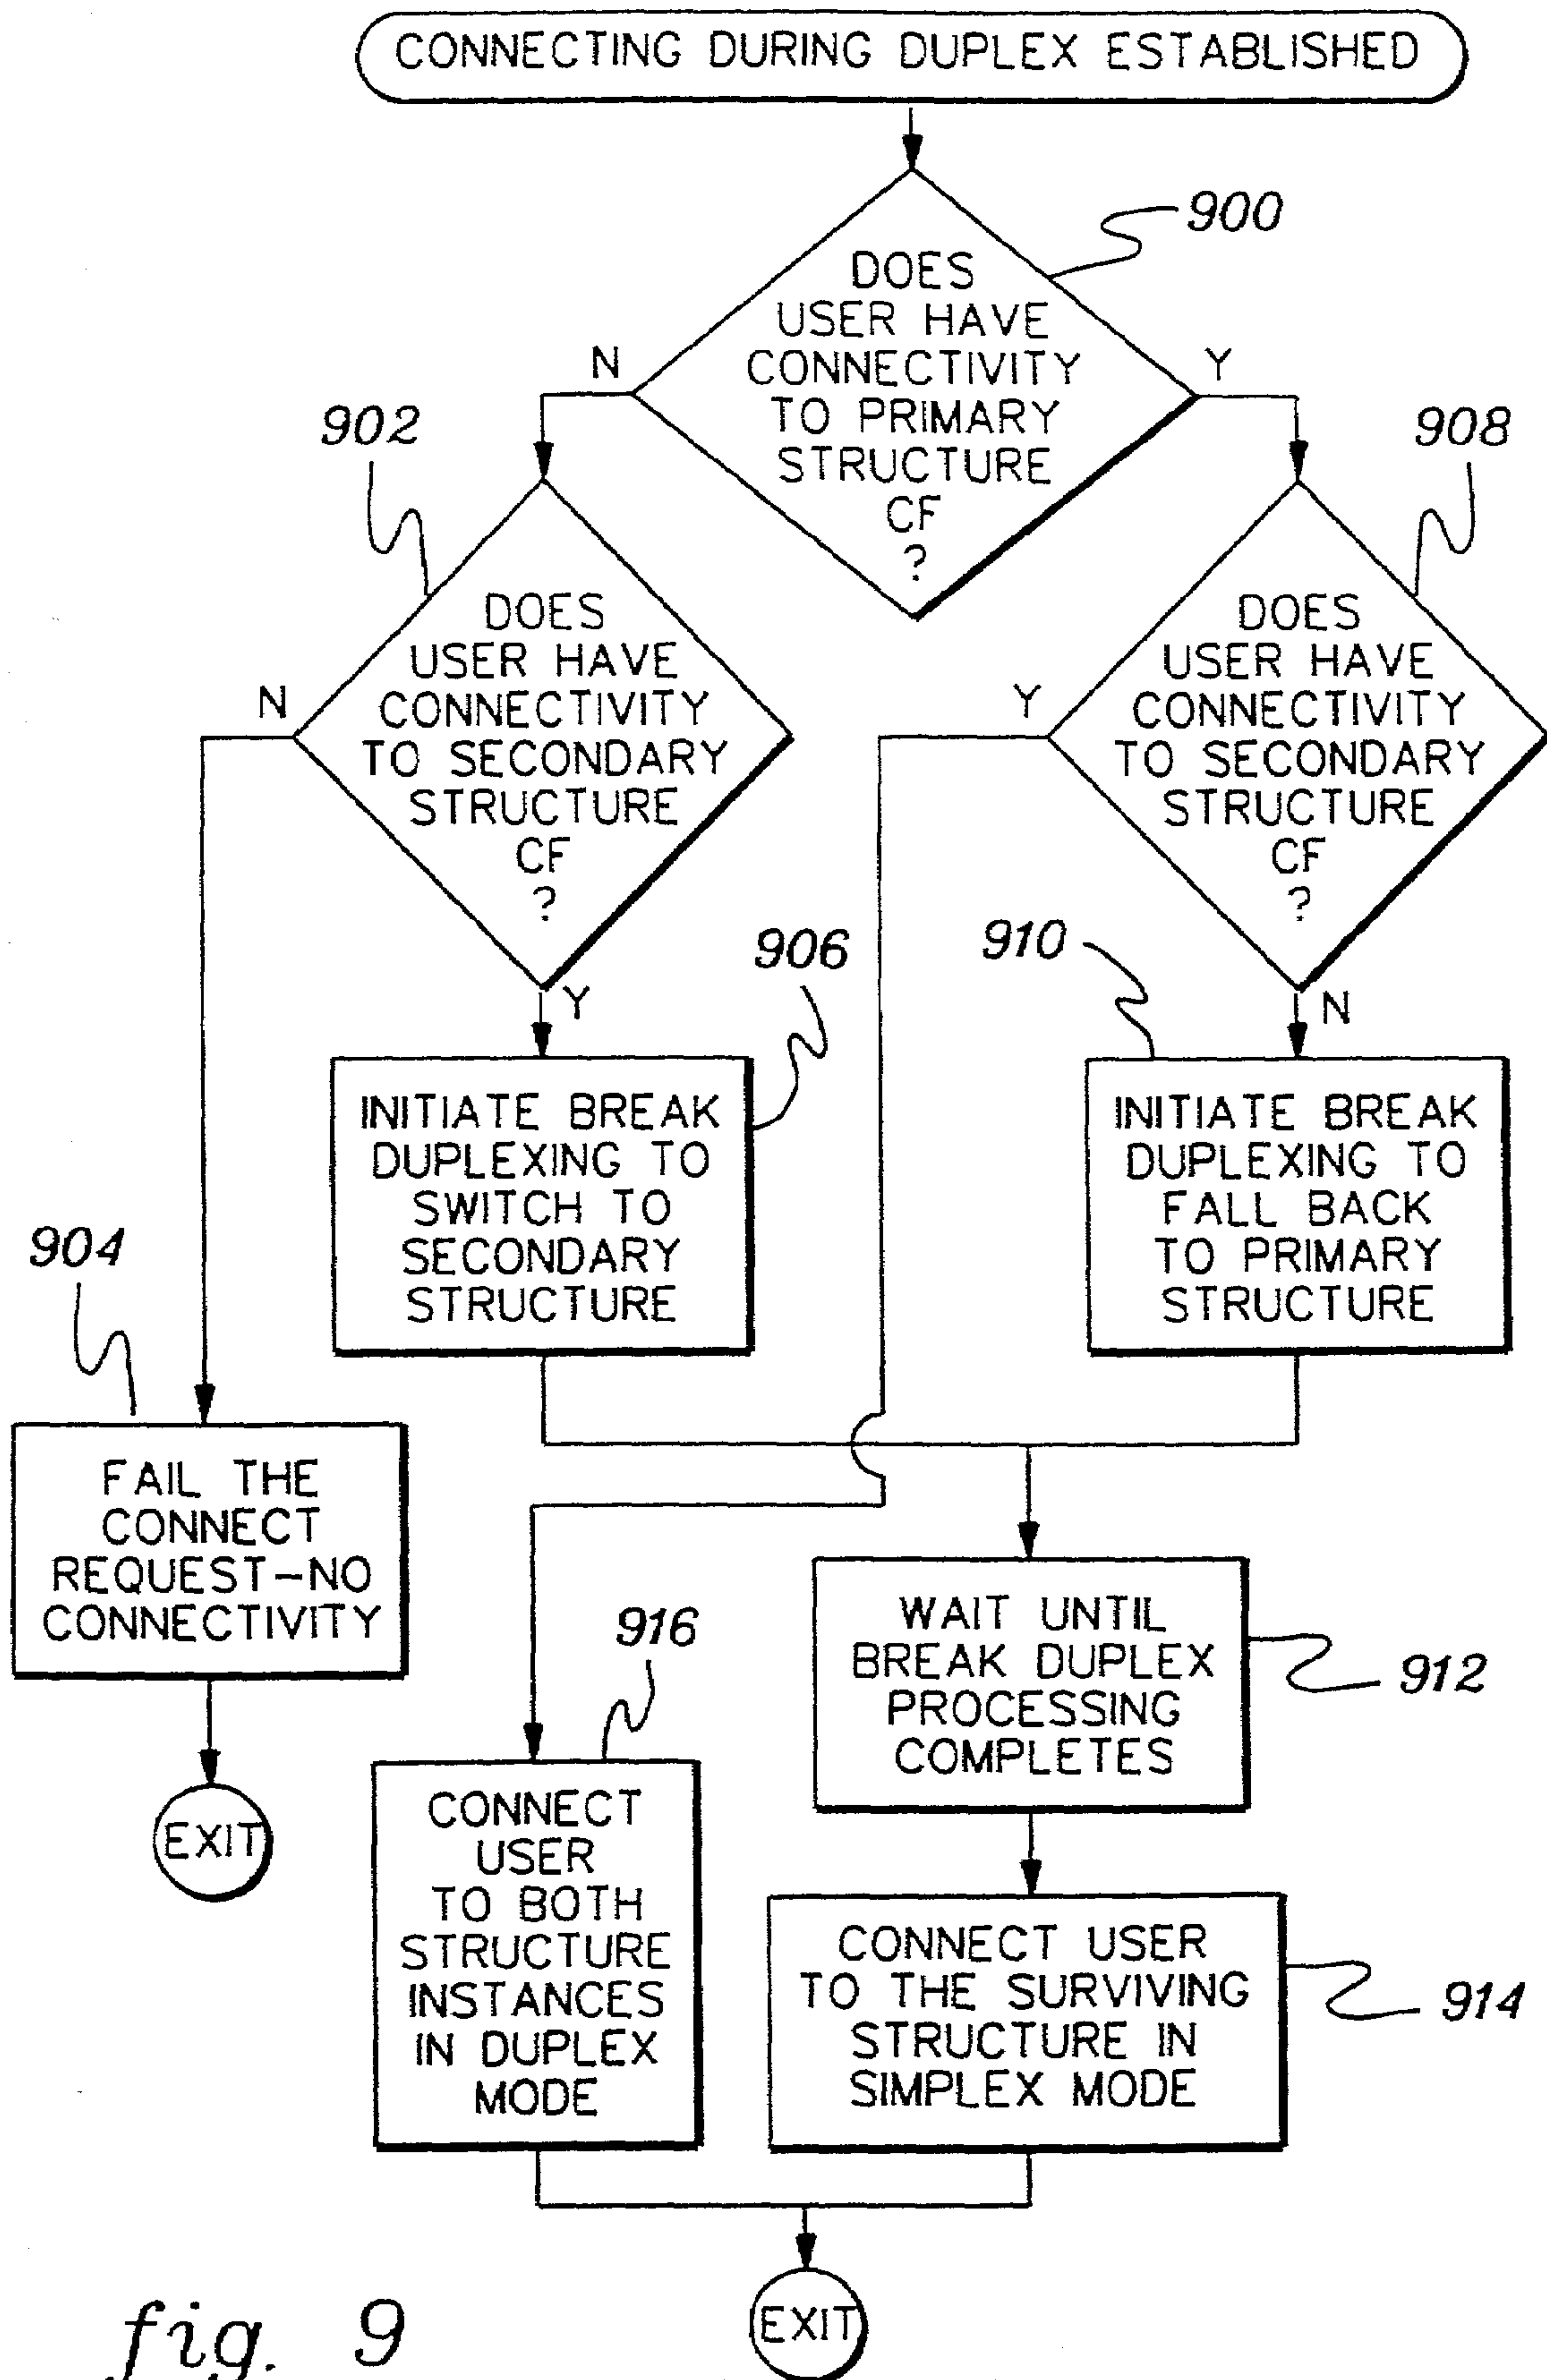 CONNECTING DURING DUPLEX ESTABLISHED
900
DOES
USER HAVE
CONNECTIVITY
TO PRIMARY
STRUCTURE
CF
?
N
Y
902
908
DOES
USER HAVE
CONNECTIVITY
TO SECONDARY
STRUCTURE
CF
?
N
Y
DOES
USER HAVE
CONNECTIVITY
TO SECONDARY
STRUCTURE
CF
?
Y
N
906
910
INITIATE BREAK
DUPLEXING TO
SWITCH TO
SECONDARY
STRUCTURE
INITIATE BREAK
DUPLEXING TO
FALL BACK
TO PRIMARY
STRUCTURE
904
FAIL THE
CONNECT
REQUEST-NO
CONNECTIVITY
EXIT
916
WAIT UNTIL
BREAK DUPLEX
PROCESSING
COMPLETES
912
CONNECT
USER
TO BOTH
STRUCTURE
INSTANCES
IN DUPLEX
MODE
CONNECT USER
TO THE SURVIVING
STRUCTURE IN
SIMPLEX MODE
914
EXIT
fig. 9